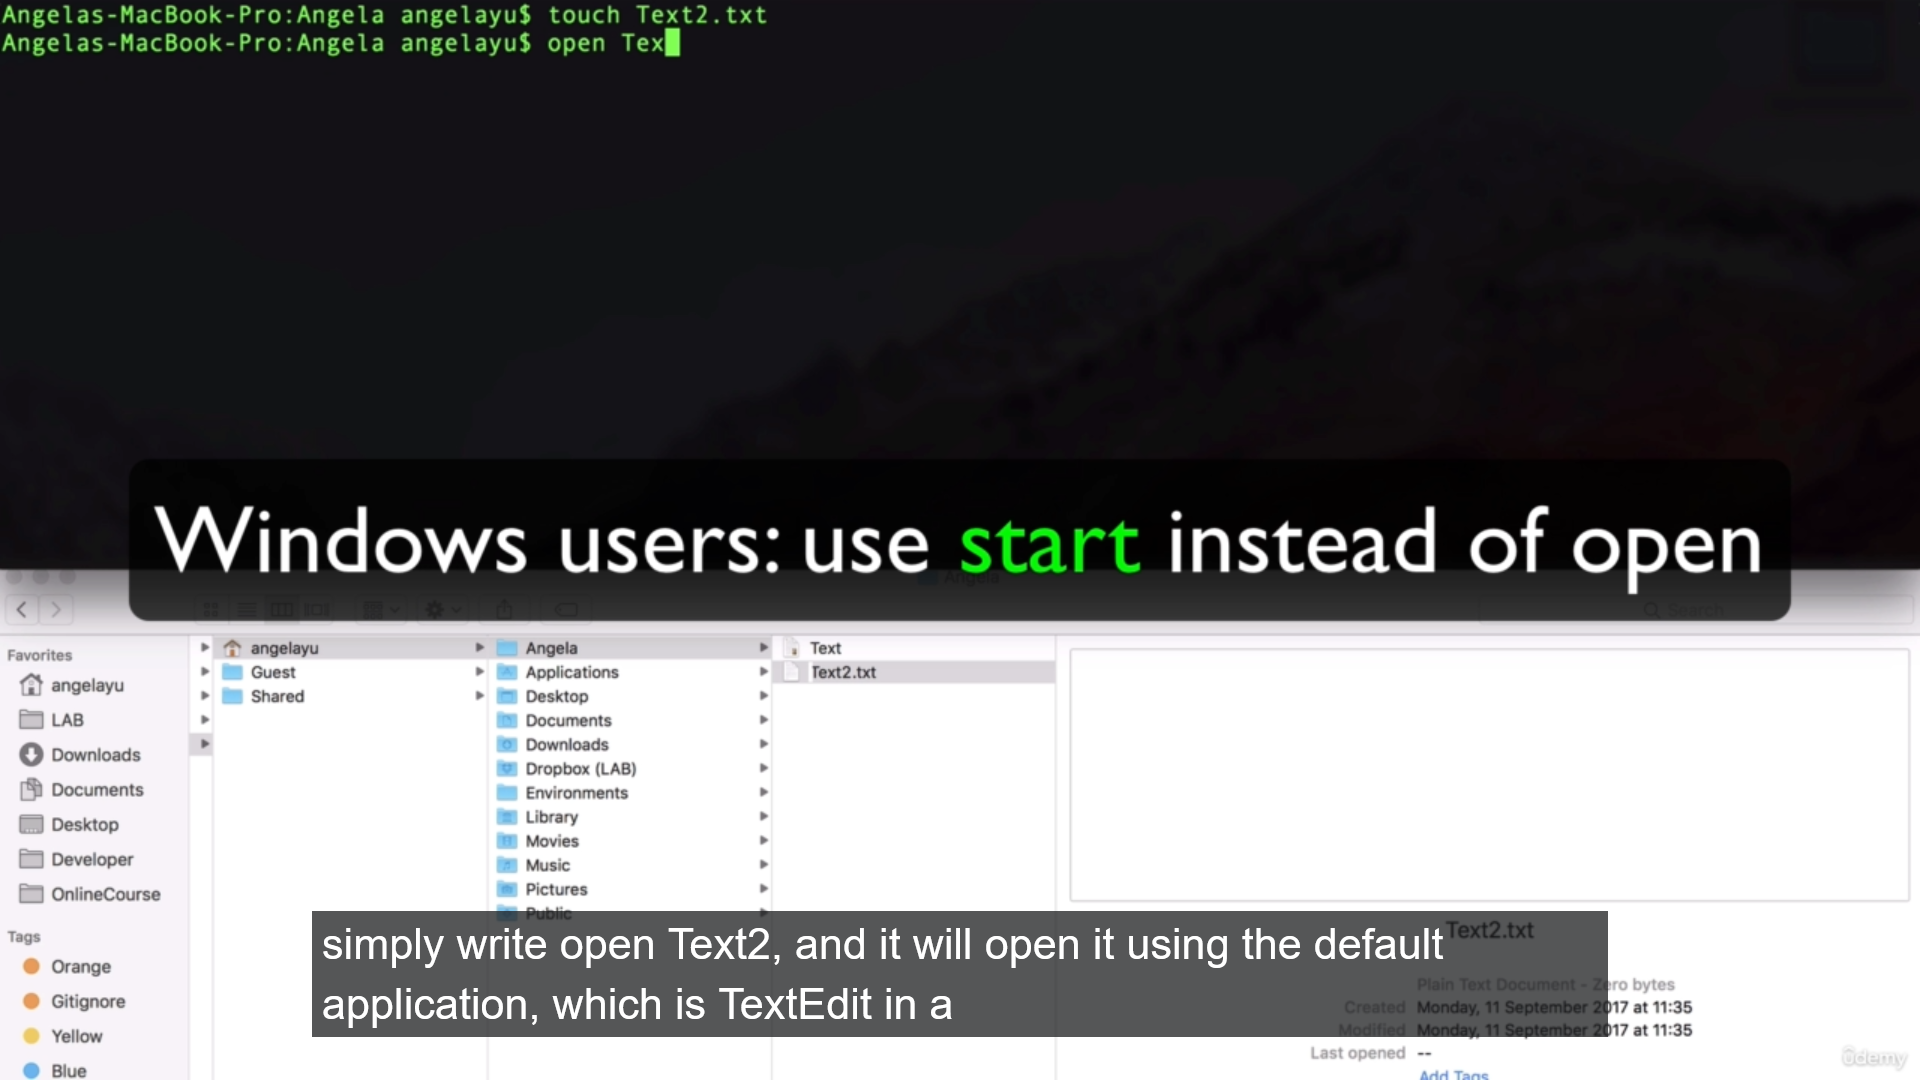 Angelas-MacBook-Pro:Angela angelayu$ touch Text2.txt
Angelas-MacBook-Pro:Angela angelayu$ open Tex
Windows users: use start instead of open
Angela
Search
Favorites
angelayu
LAB
Downloads
Documents
Desktop
Developer
OnlineCourse
Tags
Orange
Gitignore
Yellow
Blue
angelayu
Guest
Shared
Angela
Applications
Desktop
Documents
Downloads
Dropbox (LAB)
Environments
Library
Movies
Music
Pictures
Public
Text
Text2.txt
Text2.txt
Plain Text Document - Zero bytes
Created Monday, 11 September 2017 at 11:35
Modified Monday, 11 September 2017 at 11:35
Last opened --
Add Tags
simply write open Text2, and it will open it using the default
application, which is TextEdit in a
ûdemy